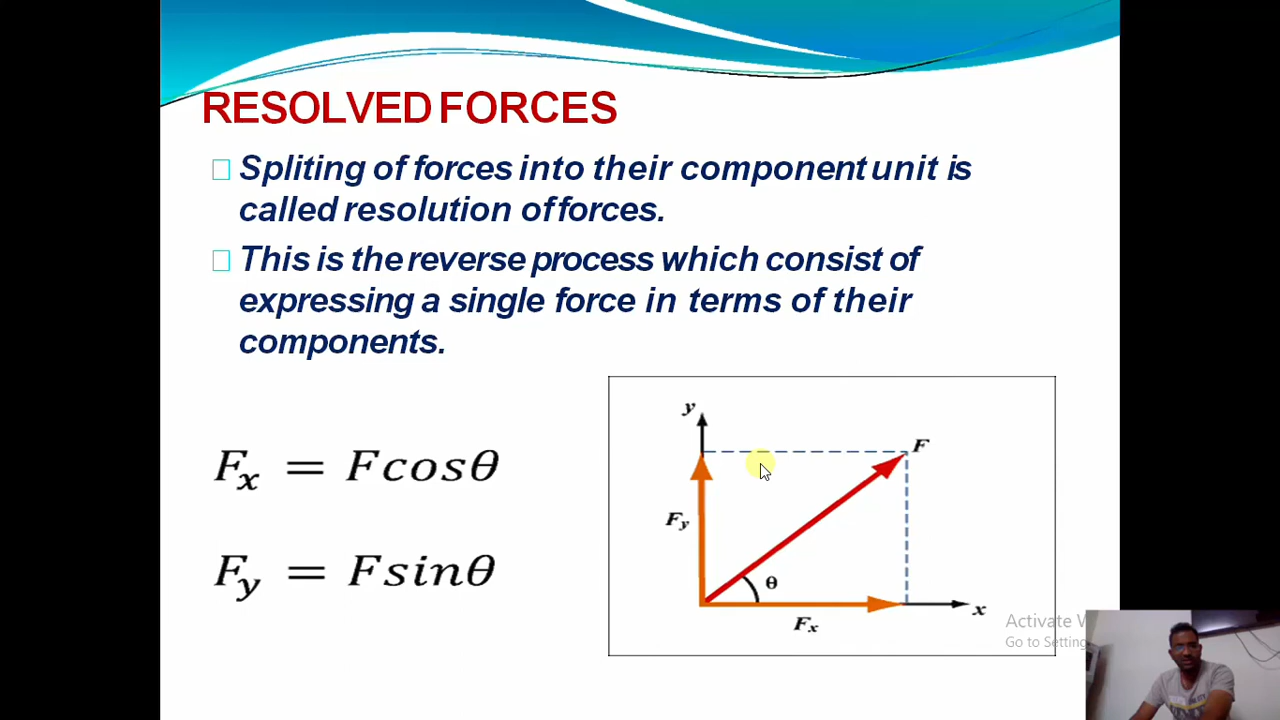 RESOLVED FORCES
Spliting of forces into their component unit is
called resolution of forces.
This is the reverse process which consist of
expressing a single force in terms of their
components.
Fx = Fcosθ
Fy = Fsinθ
y
F
Fy
θ
Fx
x
Activate
Go to Setting